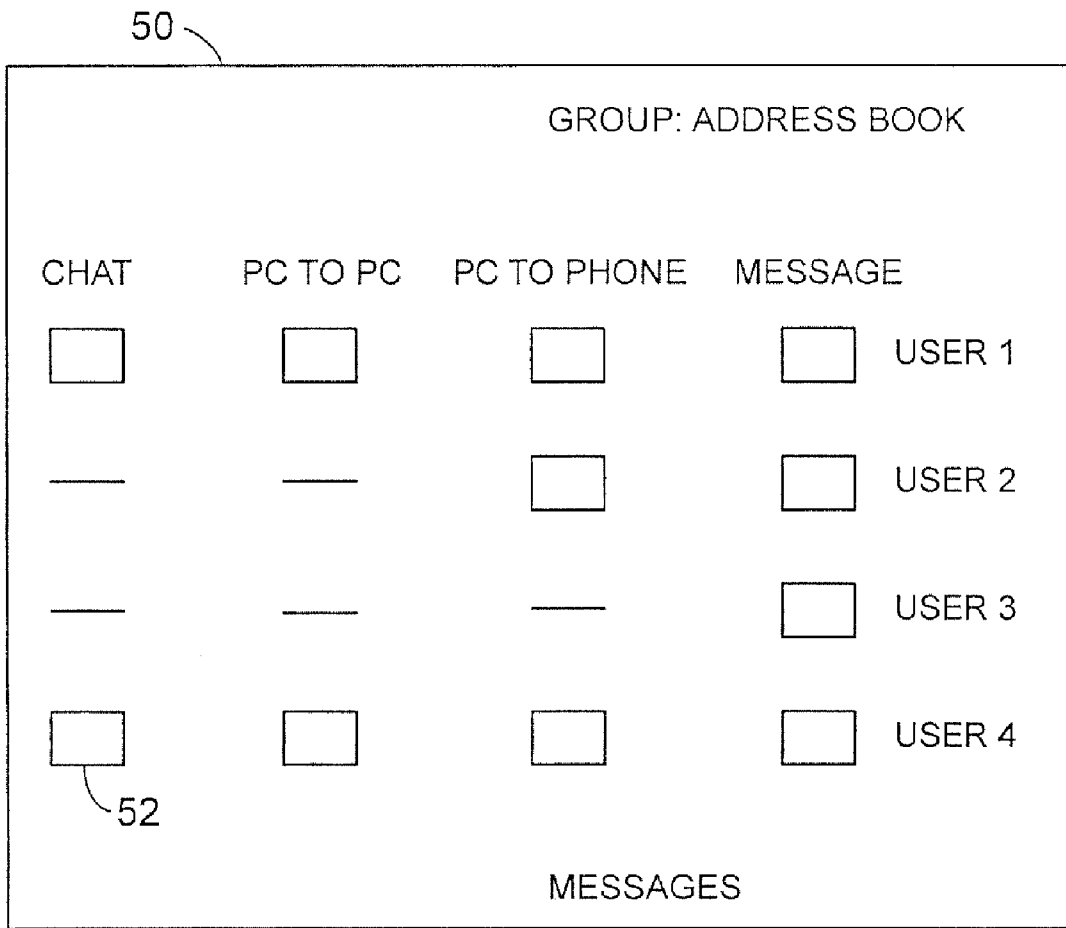 50
GROUP: ADDRESS BOOK
CHAT PC TO PC PC TO PHONE MESSAGE
USER 1
USER 2
USER 3
USER 4
52
MESSAGES